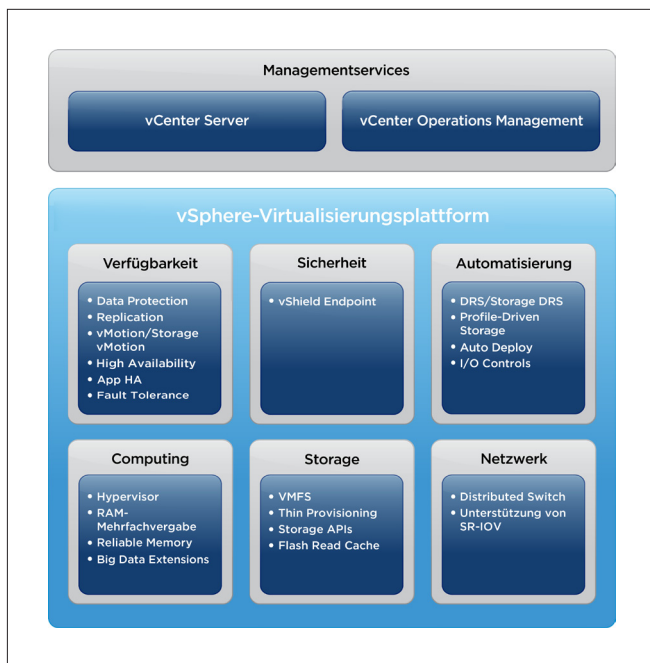 Managementservices
vCenter Server
vCenter Operations Management
vSphere-Virtualisierungsplattform
Verfügbarkeit
• Data Protection
• Replication
• vMotion/Storage
vMotion
• High Availability
• App HA
• Fault Tolerance
Sicherheit
• vShield Endpoint
Automatisierung
• DRS/Storage DRS
• Profile-Driven
Storage
• Auto Deploy
• I/O Controls
Computing
• Hypervisor
• RAM-
Mehrfachvergabe
• Reliable Memory
• Big Data Extensions
Storage
• VMFS
• Thin Provisioning
• Storage APIs
• Flash Read Cache
Netzwerk
• Distributed Switch
• Unterstützung von
SR-IOV